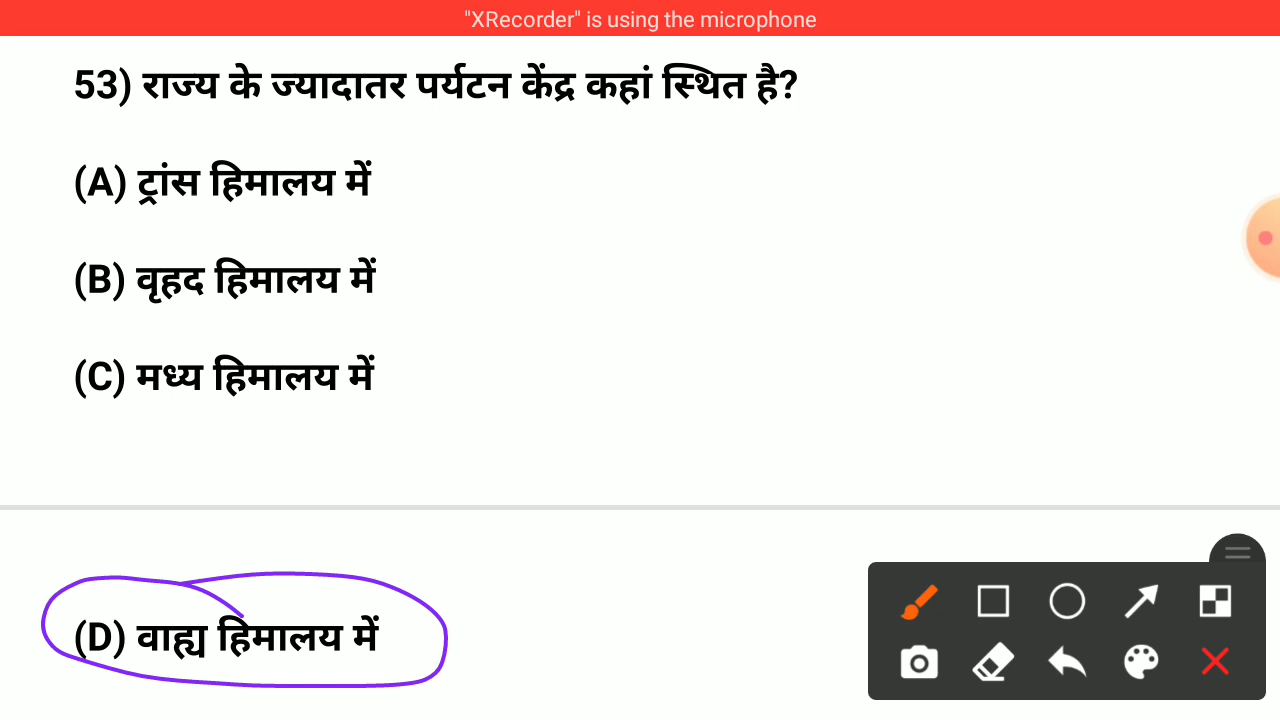 "XRecorder" is using the microphone
53) राज्य के ज्यादातर पर्यटन केंद्र कहां स्थित है?
(A) ट्रांस हिमालय में
(B) वृहद हिमालय में
(C) मध्य हिमालय में
(D) वाह्य हिमालय में